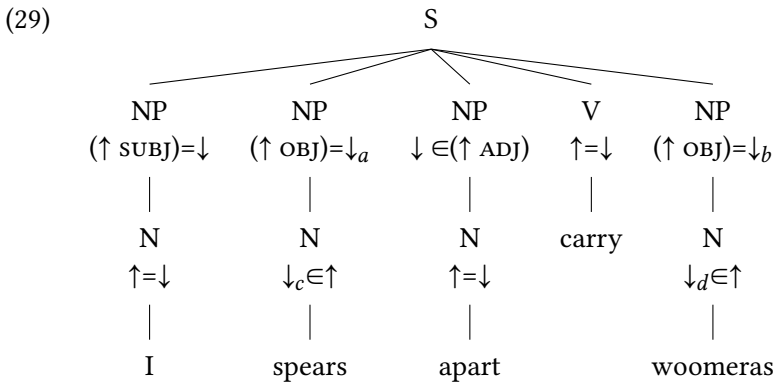 (29) S
NP NP NP V NP
(↑ SUBJ)=↓ (↑ OBJ)=↓a ↓ ∈(↑ ADJ) ↑=↓ (↑ OBJ)=↓b
N N N carry N
↑=↓ ↓c∈↑ ↑=↓ ↓d∈↑
I spears apart woomeras